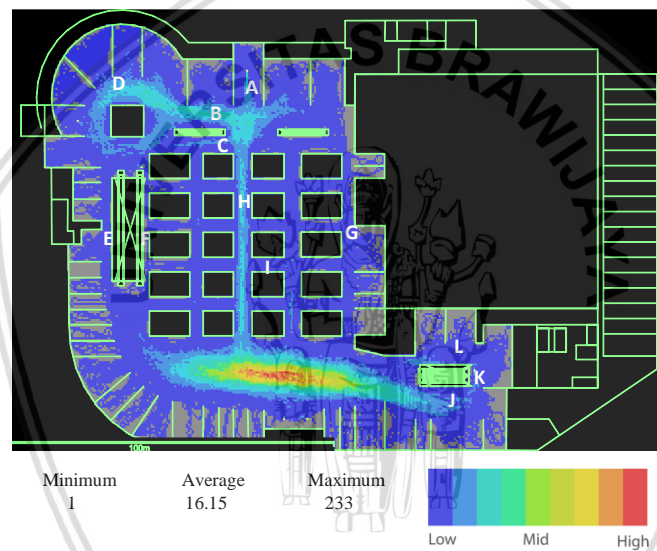 UNIVERSITAS BRAWIJAYA
D
A
B
C
H
E
F
G
I
L
K
J
100m
Minimum Average Maximum
1 16.15 233
Low Mid High